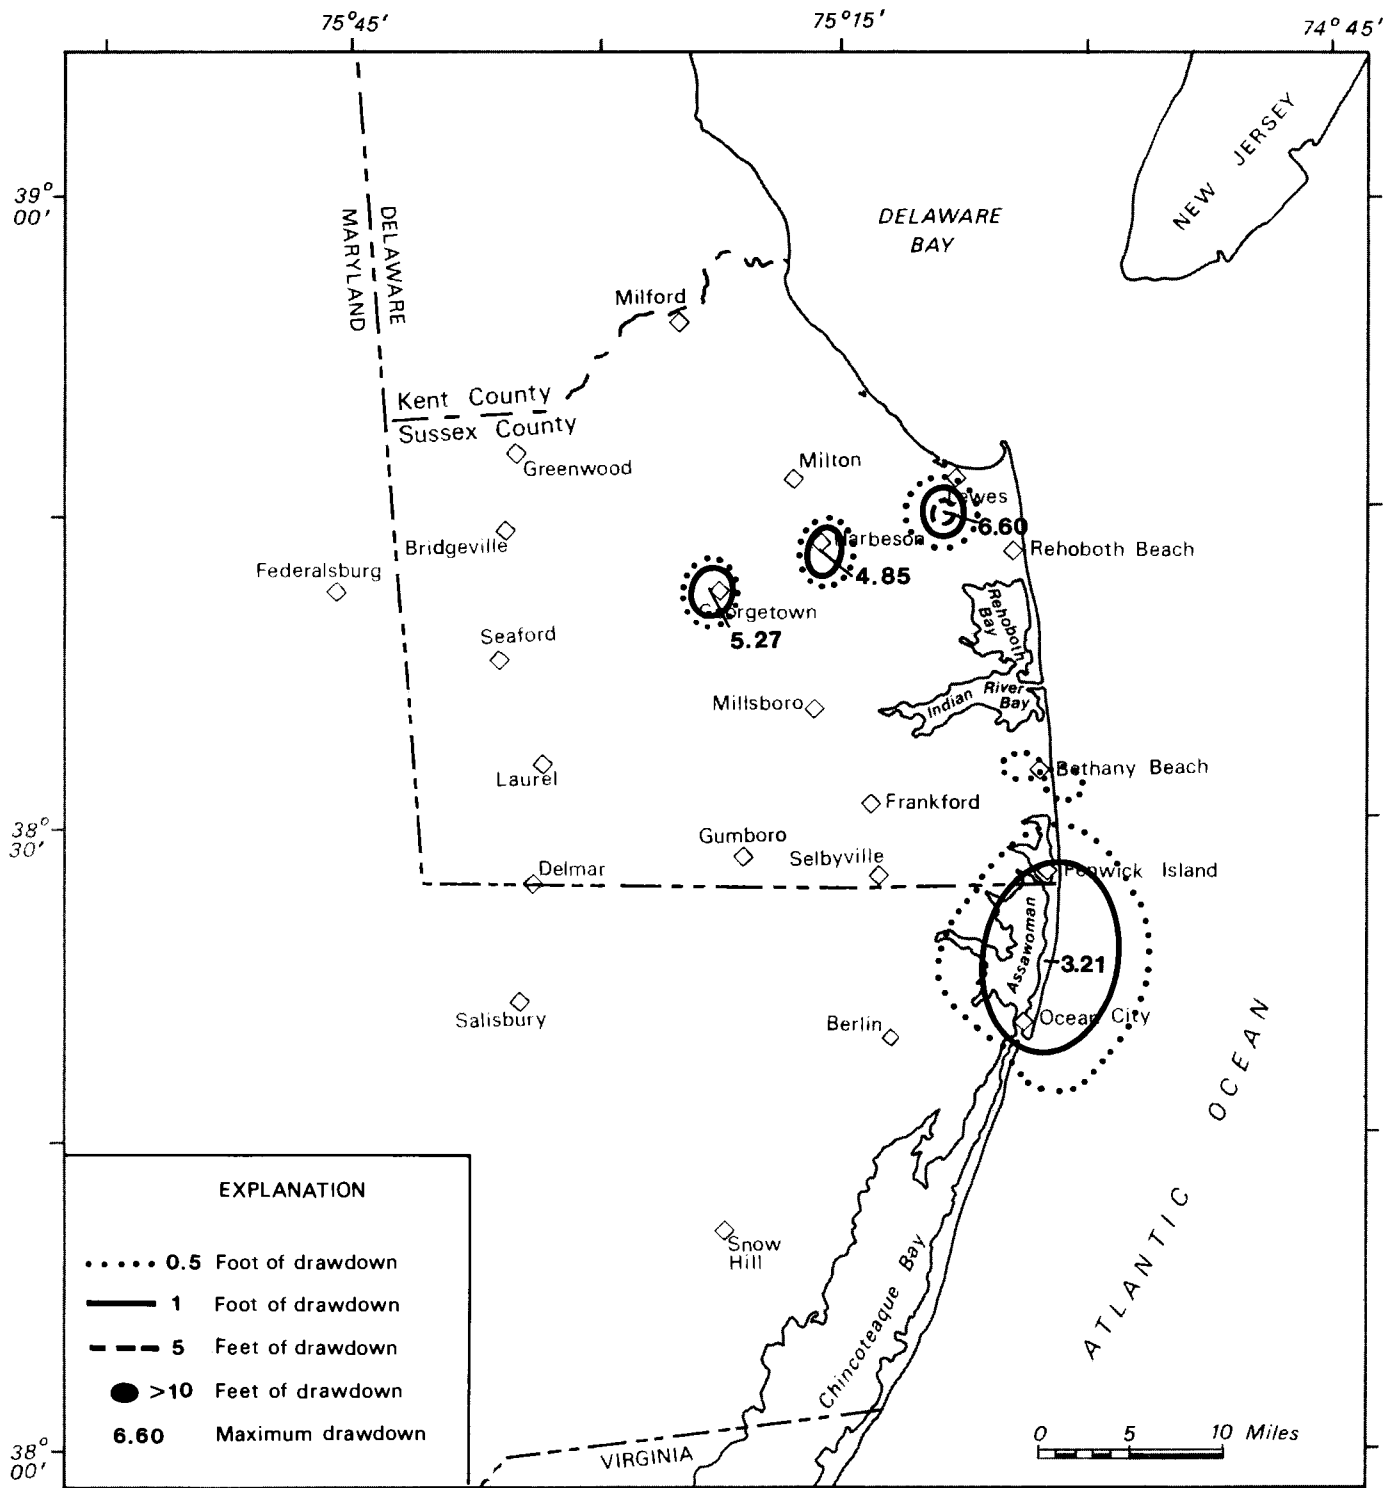 75°45'
75°15'
74°45'
39°
00'
DELAWARE
BAY
NEW JERSEY
MARYLAND
DELAWARE
Milford
Kent County
Sussex County
Greenwood
Milton
Lewes
6.60
Bridgeville
Harbeson
Rehoboth Beach
Federalsburg
4.85
Georgetown
5.27
Rehoboth
Bay
Seaford
Millsboro
Indian River
Bay
Laurel
Bethany Beach
Frankford
38°
30'
Gumboro
Selbyville
Delmar
Fenwick Island
Assawoman
3.21
Salisbury
Berlin
Ocean City
ATLANTIC OCEAN
Snow
Hill
Chincoteaque Bay
EXPLANATION
0.5 Foot of drawdown
1 Foot of drawdown
5 Feet of drawdown
>10 Feet of drawdown
6.60 Maximum drawdown
38°
00'
VIRGINIA
0 5 10 Miles